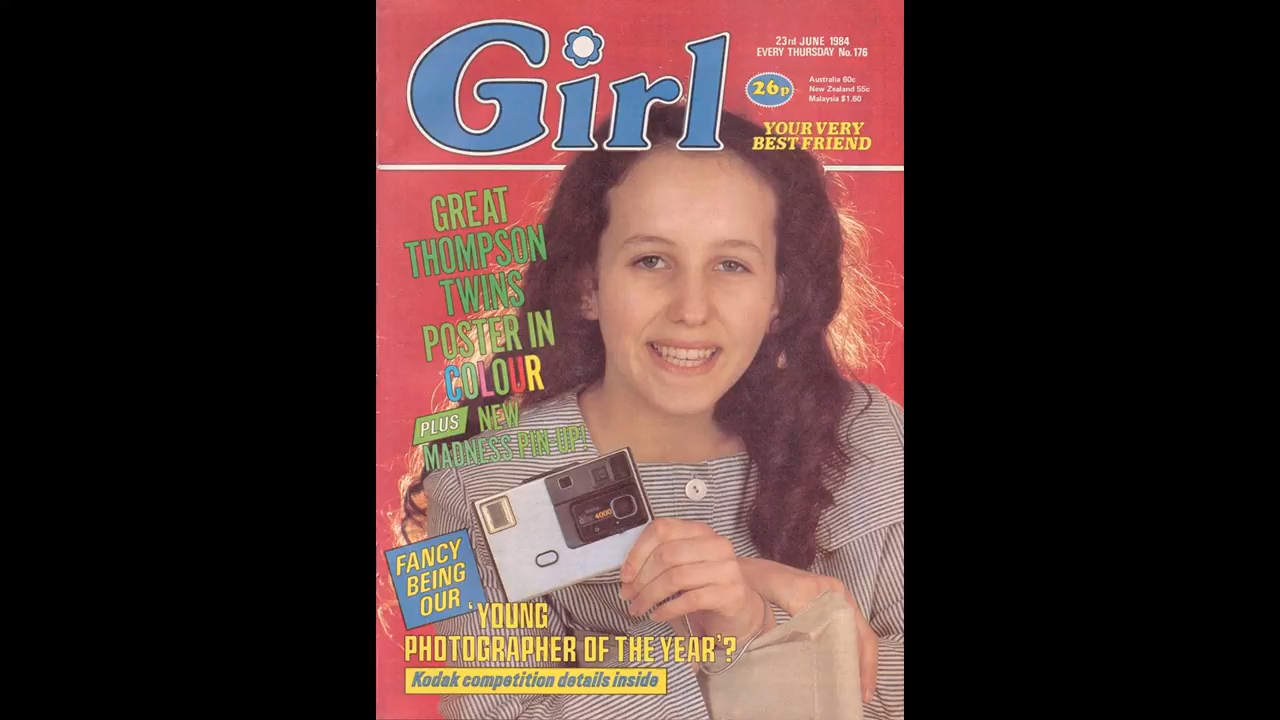 Girl
23rd JUNE 1984
EVERY THURSDAY No. 176
26p
Australia 60c
New Zealand 55c
Malaysia $1.60
YOUR VERY
BEST FRIEND
GREAT
THOMPSON
TWINS
POSTER IN
COLOUR
PLUS NEW
MADNESS PIN UP!
4000
FANCY
BEING
OUR
'YOUNG
PHOTOGRAPHER OF THE YEAR'?
Kodak competition details inside